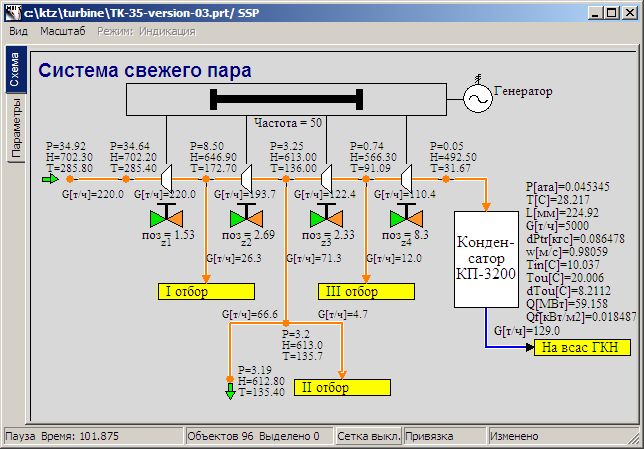 c:\ktz\turbine\TK-35-version-03.prt/ SSP
Вид Масштаб Режим: Индикация
Схема
Параметры
Система свежего пара
Генератор
Частота = 50
P=34.92 P=34.64 P=8.50 P=3.25 P=0.74 P=0.05
H=702.30 H=702.20 H=646.90 H=613.00 H=566.30 H=492.50
T=285.80 T=285.40 T=172.70 T=136.00 T=91.09 T=31.67
G[т/ч]=220.0 G[т/ч]=220.0 G[т/ч]=193.7 G[т/ч]=122.4 G[т/ч]=110.4
поз = 1.53 поз = 2.69 поз = 2.33 поз = 8.3
z1 z2 z3 z4
G[т/ч]=26.3 G[т/ч]=71.3 G[т/ч]=12.0
I отбор
III отбор
G[т/ч]=66.6 G[т/ч]=4.7
P=3.2
H=613.0
T=135.7
P=3.19
H=612.80
T=135.40
II отбор
Конден-
сатор
КП-3200
P[ата]=0.045345
T[C]=28.217
L[мм]=224.92
G[т/ч]=5000
dPtr[кгс]=0.086478
w[м/с]=0.98059
Tin[C]=10.037
Tou[C]=20.006
dTou[C]=8.2112
Q[МВт]=59.158
Qf[кВт/м2]=0.018487
G[т/ч]=129.0
На всас ГКН
Пауза Время: 101.875 Объектов 96 Выделено 0 Сетка выкл. Привязка Изменено